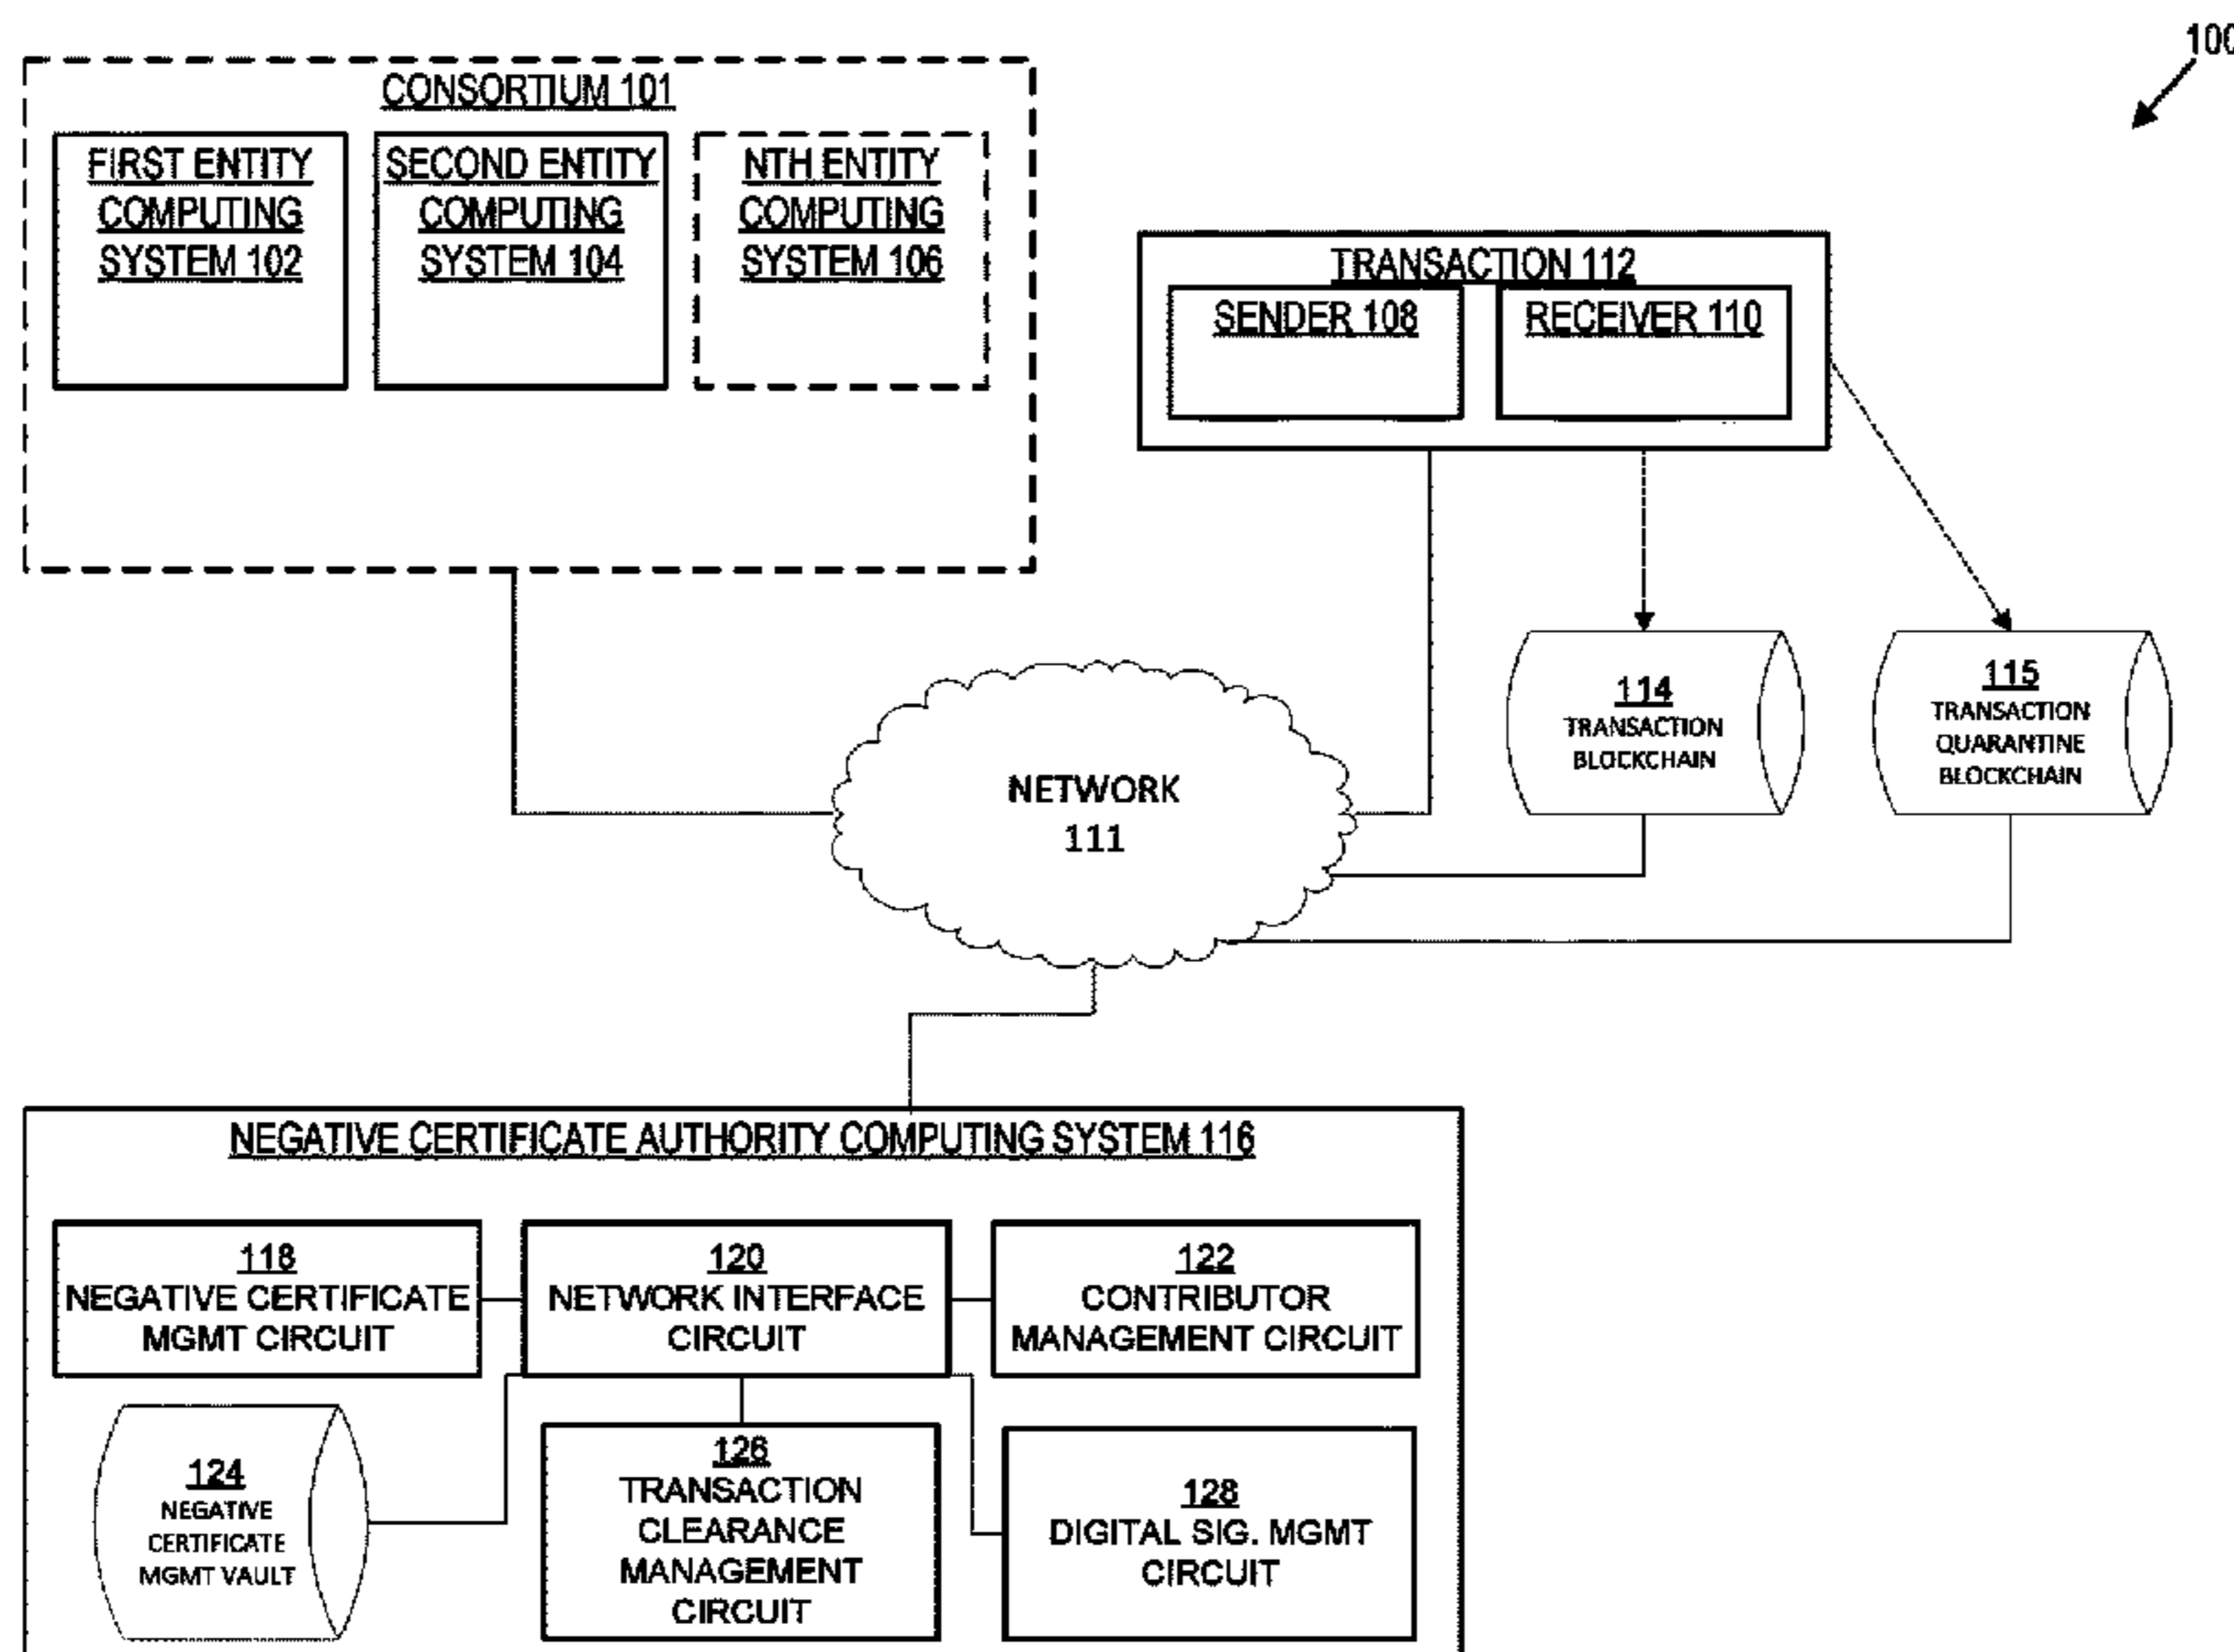 100
CONSORTIUM 101
FIRST ENTITY
COMPUTING
SYSTEM 102
SECOND ENTITY
COMPUTING
SYSTEM 104
NTH ENTITY
COMPUTING
SYSTEM 106
TRANSACTION 112
SENDER 108
RECEIVER 110
114
TRANSACTION
BLOCKCHAIN
115
TRANSACTION
QUARANTINE
BLOCKCHAIN
NETWORK
111
NEGATIVE CERTIFICATE AUTHORITY COMPUTING SYSTEM 116
118
NEGATIVE CERTIFICATE
MGMT CIRCUIT
120
NETWORK INTERFACE
CIRCUIT
122
CONTRIBUTOR
MANAGEMENT CIRCUIT
124
NEGATIVE
CERTIFICATE
MGMT VAULT
126
TRANSACTION
CLEARANCE
MANAGEMENT
CIRCUIT
128
DIGITAL SIG. MGMT
CIRCUIT